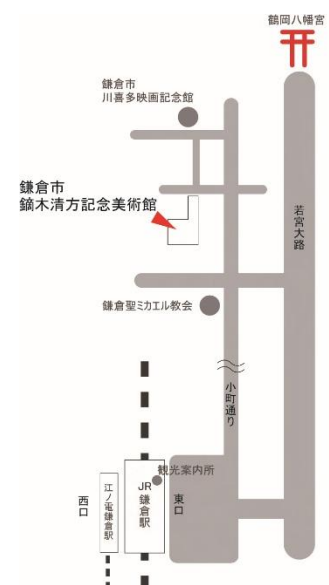 鶴岡八幡宮
鎌倉市
川喜多映画記念館
鎌倉市
鏑木清方記念美術館
若宮大路
鎌倉聖ミカエル教会
小町通り
観光案内所
JR
鎌倉駅
東口
江ノ電鎌倉駅
西口